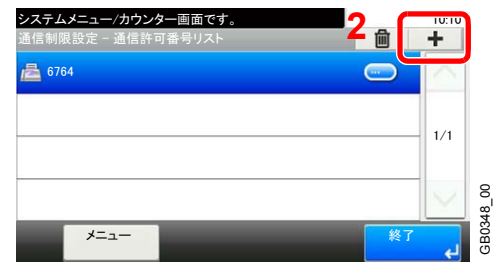 システムメニュー/カウンター画面です。
10:10
通信制限設定 - 通信許可番号リスト
2
6764
1/1
メニュー
終了
GB0348_00